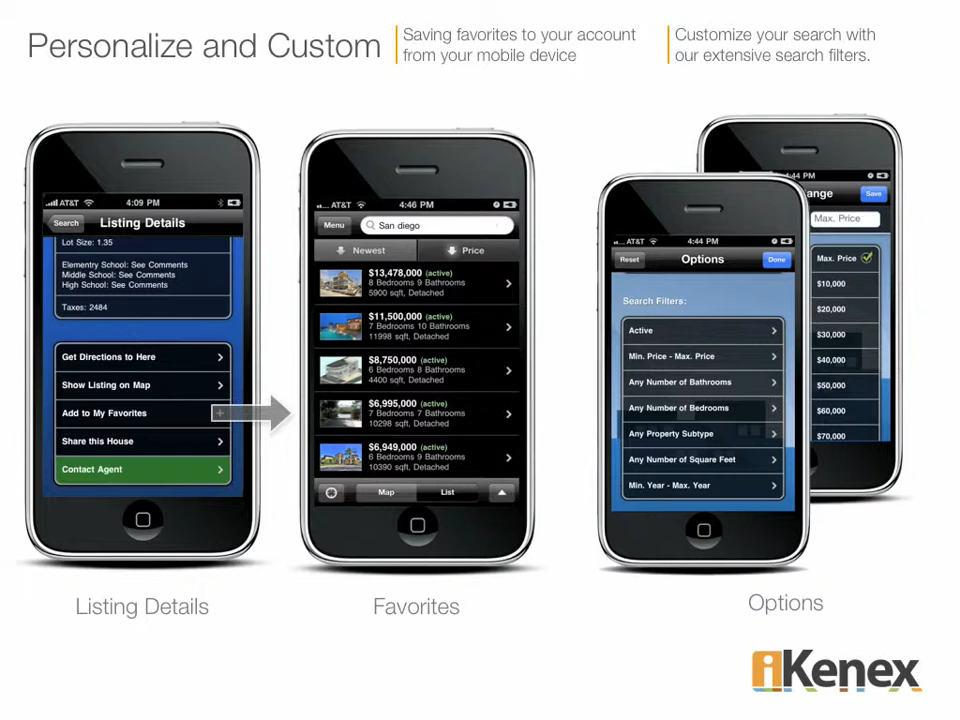 Personalize and Custom
Saving favorites to your account
from your mobile device
Customize your search with
our extensive search filters.
AT&T 4:09 PM
Search Listing Details
Lot Size: 1.35
Elementry School: See Comments
Middle School: See Comments
High School: See Comments
Taxes: 2484
Get Directions to Here
Show Listing on Map
Add to My Favorites
Share this House
Contact Agent
Listing Details
AT&T 4:46 PM
Menu San diego
Newest Price
$13,478,000 (active)
8 Bedrooms 9 Bathrooms
5900 sqft, Detached
$11,500,000 (active)
7 Bedrooms 10 Bathrooms
11998 sqft, Detached
$8,750,000 (active)
6 Bedrooms 8 Bathrooms
4400 sqft, Detached
$6,995,000 (active)
7 Bedrooms 7 Bathrooms
10298 sqft, Detached
$6,949,000 (active)
6 Bedrooms 9 Bathrooms
10390 sqft, Detached
Map List
Favorites
AT&T 4:44 PM
Reset Options Done
Search Filters:
Active
Min. Price - Max. Price
Any Number of Bathrooms
Any Number of Bedrooms
Any Property Subtype
Any Number of Square Feet
Min. Year - Max. Year
4:44 PM
ange Save
Max. Price
Max. Price
$10,000
$20,000
$30,000
$40,000
$50,000
$60,000
$70,000
Options
iKenex